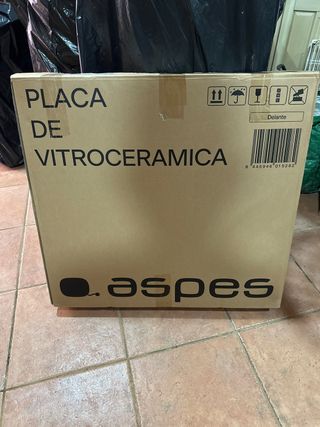 PLACA
DE
VITROCERAMICA
Delante
aspes